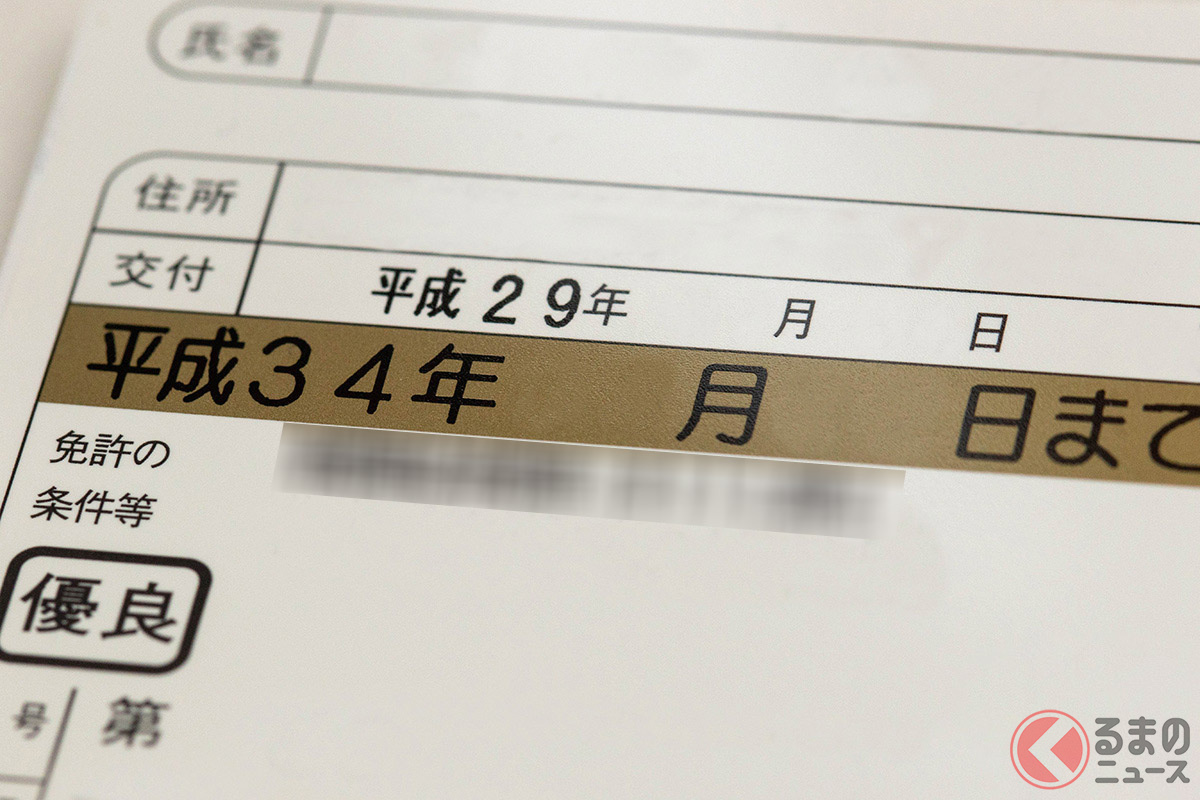 氏名
住所
交付 平成 29年 月 日
平成34年 月 日まで
免許の
条件等
優良
号 第
くるまの
ニュース